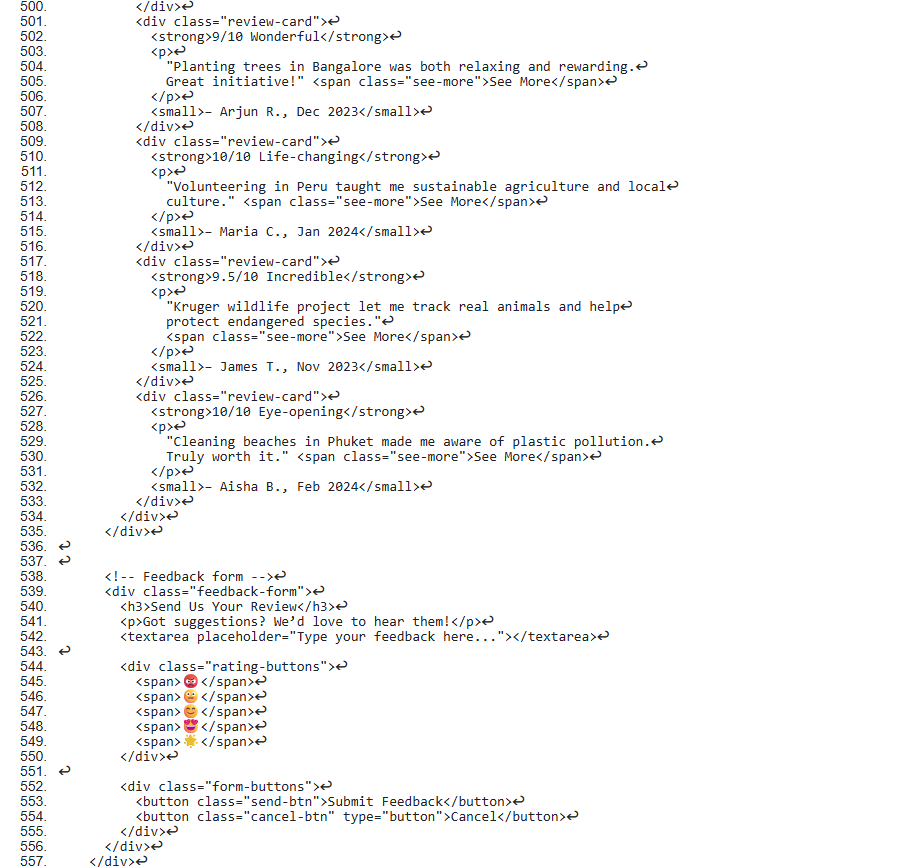 500. </div>↩
501. <div class="review-card">↩
502. <strong>9/10 Wonderful</strong>↩
503. <p>↩
504. "Planting trees in Bangalore was both relaxing and rewarding.↩
505. Great initiative!" <span class="see-more">See More</span>↩
506. </p>↩
507. <small>– Arjun R., Dec 2023</small>↩
508. </div>↩
509. <div class="review-card">↩
510. <strong>10/10 Life-changing</strong>↩
511. <p>↩
512. "Volunteering in Peru taught me sustainable agriculture and local↩
513. culture." <span class="see-more">See More</span>↩
514. </p>↩
515. <small>– Maria C., Jan 2024</small>↩
516. </div>↩
517. <div class="review-card">↩
518. <strong>9.5/10 Incredible</strong>↩
519. <p>↩
520. "Kruger wildlife project let me track real animals and help↩
521. protect endangered species."↩
522. <span class="see-more">See More</span>↩
523. </p>↩
524. <small>– James T., Nov 2023</small>↩
525. </div>↩
526. <div class="review-card">↩
527. <strong>10/10 Eye-opening</strong>↩
528. <p>↩
529. "Cleaning beaches in Phuket made me aware of plastic pollution.↩
530. Truly worth it." <span class="see-more">See More</span>↩
531. </p>↩
532. <small>– Aisha B., Feb 2024</small>↩
533. </div>↩
534. </div>↩
535. </div>↩
536. ↩
537. ↩
538. <!-- Feedback form -->↩
539. <div class="feedback-form">↩
540. <h3>Send Us Your Review</h3>↩
541. <p>Got suggestions? We’d love to hear them!</p>↩
542. <textarea placeholder="Type your feedback here..."></textarea>↩
543. ↩
544. <div class="rating-buttons">↩
545. <span>😡</span>↩
546. <span>😐</span>↩
547. <span>😊</span>↩
548. <span>😍</span>↩
549. <span>🌟</span>↩
550. </div>↩
551. ↩
552. <div class="form-buttons">↩
553. <button class="send-btn">Submit Feedback</button>↩
554. <button class="cancel-btn" type="button">Cancel</button>↩
555. </div>↩
556. </div>↩
557. </div>↩